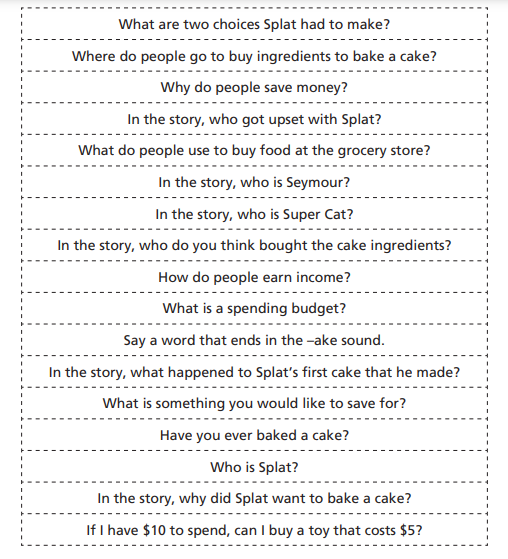 What are two choices Splat had to make?
Where do people go to buy ingredients to bake a cake?
Why do people save money?
In the story, who got upset with Splat?
What do people use to buy food at the grocery store?
In the story, who is Seymour?
In the story, who is Super Cat?
In the story, who do you think bought the cake ingredients?
How do people earn income?
What is a spending budget?
Say a word that ends in the –ake sound.
In the story, what happened to Splat’s first cake that he made?
What is something you would like to save for?
Have you ever baked a cake?
Who is Splat?
In the story, why did Splat want to bake a cake?
If I have $10 to spend, can I buy a toy that costs $5?